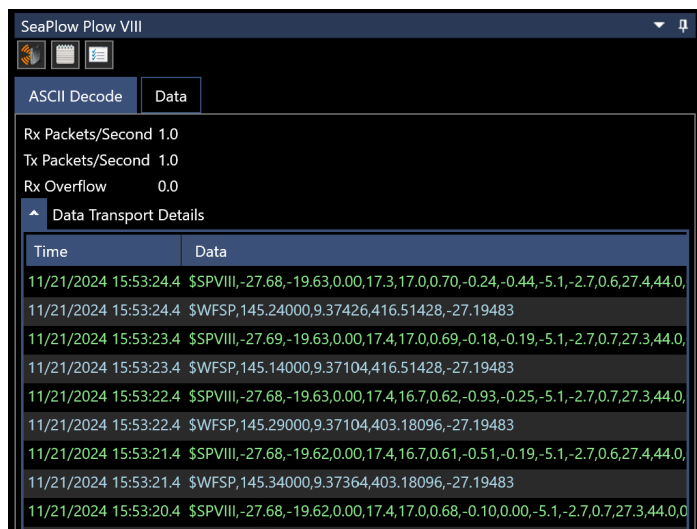 SeaPlow Plow VIII
ASCII Decode Data
Rx Packets/Second 1.0
Tx Packets/Second 1.0
Rx Overflow 0.0
Data Transport Details
Time Data
11/21/2024 15:53:24.4 $SPVIII,-27.68,-19.63,0.00,17.3,17.0,0.70,-0.24,-0.44,-5.1,-2.7,0.6,27.4,44.0,
11/21/2024 15:53:24.4 $WFSP,145.24000,9.37426,416.51428,-27.19483
11/21/2024 15:53:23.4 $SPVIII,-27.69,-19.63,0.00,17.4,17.0,0.69,-0.18,-0.19,-5.1,-2.7,0.7,27.3,44.0,
11/21/2024 15:53:23.4 $WFSP,145.14000,9.37104,416.51428,-27.19483
11/21/2024 15:53:22.4 $SPVIII,-27.68,-19.63,0.00,17.4,16.7,0.62,-0.93,-0.25,-5.1,-2.7,0.7,27.3,44.0,
11/21/2024 15:53:22.4 $WFSP,145.29000,9.37104,403.18096,-27.19483
11/21/2024 15:53:21.4 $SPVIII,-27.68,-19.62,0.00,17.4,16.7,0.61,-0.51,-0.19,-5.1,-2.7,0.6,27.4,44.0,
11/21/2024 15:53:21.4 $WFSP,145.34000,9.37364,403.18096,-27.19483
11/21/2024 15:53:20.4 $SPVIII,-27.68,-19.62,0.00,17.4,17.0,0.68,-0.10,0.00,-5.1,-2.7,0.7,27.3,44.0,0